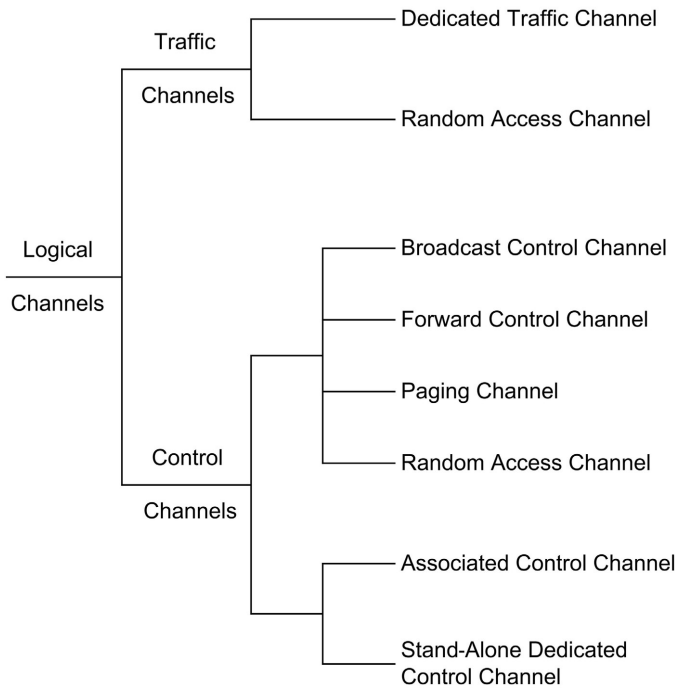 Dedicated Traffic Channel
Traffic
Channels
Random Access Channel
Logical
Channels
Broadcast Control Channel
Forward Control Channel
Paging Channel
Control
Channels
Random Access Channel
Associated Control Channel
Stand-Alone Dedicated
Control Channel